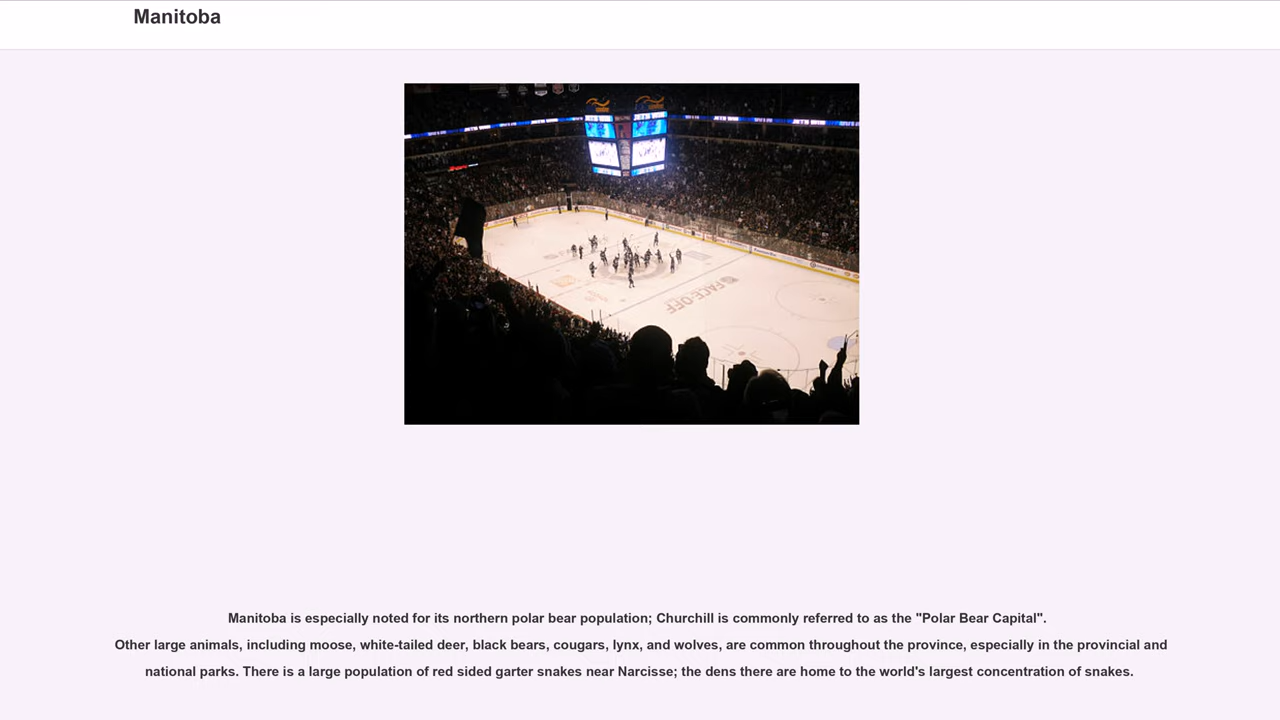 Manitoba
FACE-OFF
Manitoba is especially noted for its northern polar bear population; Churchill is commonly referred to as the "Polar Bear Capital".
Other large animals, including moose, white-tailed deer, black bears, cougars, lynx, and wolves, are common throughout the province, especially in the provincial and
national parks. There is a large population of red sided garter snakes near Narcisse; the dens there are home to the world's largest concentration of snakes.